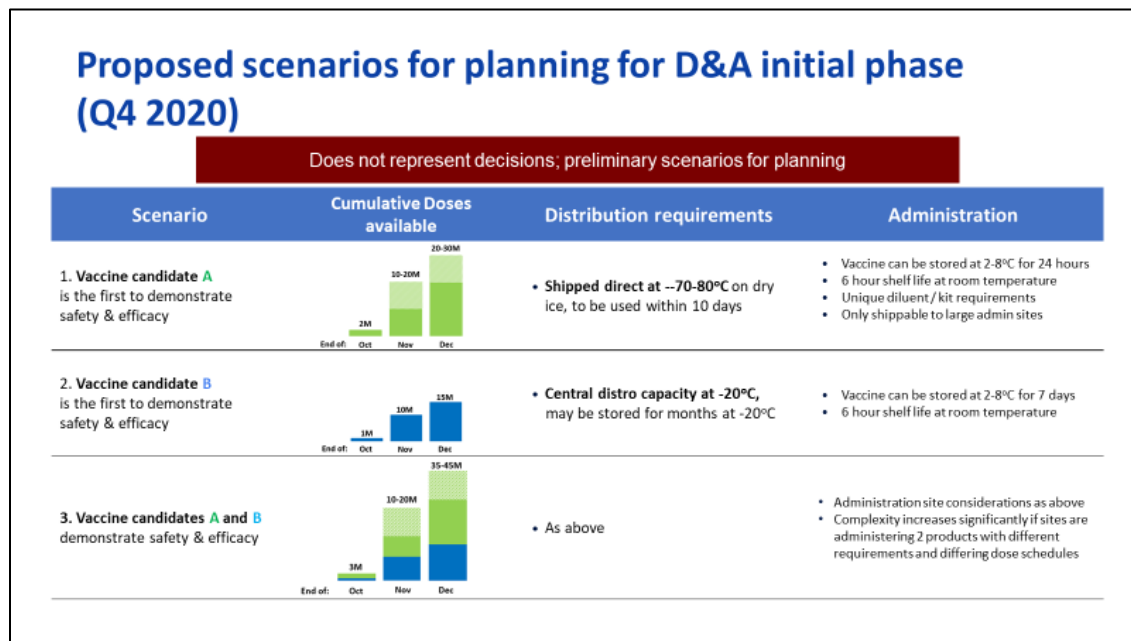 Proposed scenarios for planning for D&A initial phase
(Q4 2020)
Does not represent decisions; preliminary scenarios for planning
Scenario
Cumulative Doses
available
Distribution requirements
Administration
1. Vaccine candidate A
is the first to demonstrate
safety & efficacy
20-30M
10-20M
2M
End of: Oct Nov Dec
• Shipped direct at --70-80°C on dry
ice, to be used within 10 days
• Vaccine can be stored at 2-8°C for 24 hours
• 6 hour shelf life at room temperature
• Unique diluent/ kit requirements
• Only shippable to large admin sites
2. Vaccine candidate B
is the first to demonstrate
safety & efficacy
15M
10M
1M
End of: Oct Nov Dec
• Central distro capacity at -20°C,
may be stored for months at -20°C
• Vaccine can be stored at 2-8°C for 7 days
• 6 hour shelf life at room temperature
3. Vaccine candidates A and B
demonstrate safety & efficacy
35-45M
10-20M
3M
End of: Oct Nov Dec
• As above
• Administration site considerations as above
• Complexity increases significantly if sites are
administering 2 products with different
requirements and differing dose schedules